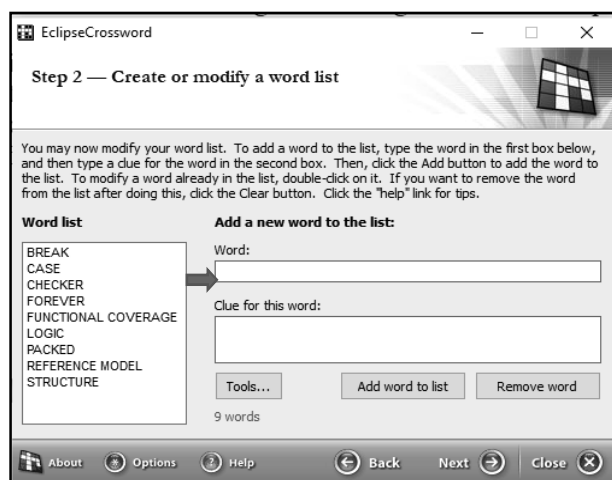 EclipseCrossword
Step 2 — Create or modify a word list
You may now modify your word list. To add a word to the list, type the word in the first box below,
and then type a clue for the word in the second box. Then, click the Add button to add the word to
the list. To modify a word already in the list, double-click on it. If you want to remove the word
from the list after doing this, click the Clear button. Click the "help" link for tips.
Word list
BREAK
CASE
CHECKER
FOREVER
FUNCTIONAL COVERAGE
LOGIC
PACKED
REFERENCE MODEL
STRUCTURE
Add a new word to the list:
Word:
Clue for this word:
Tools... Add word to list Remove word
9 words
About Options Help Back Next Close